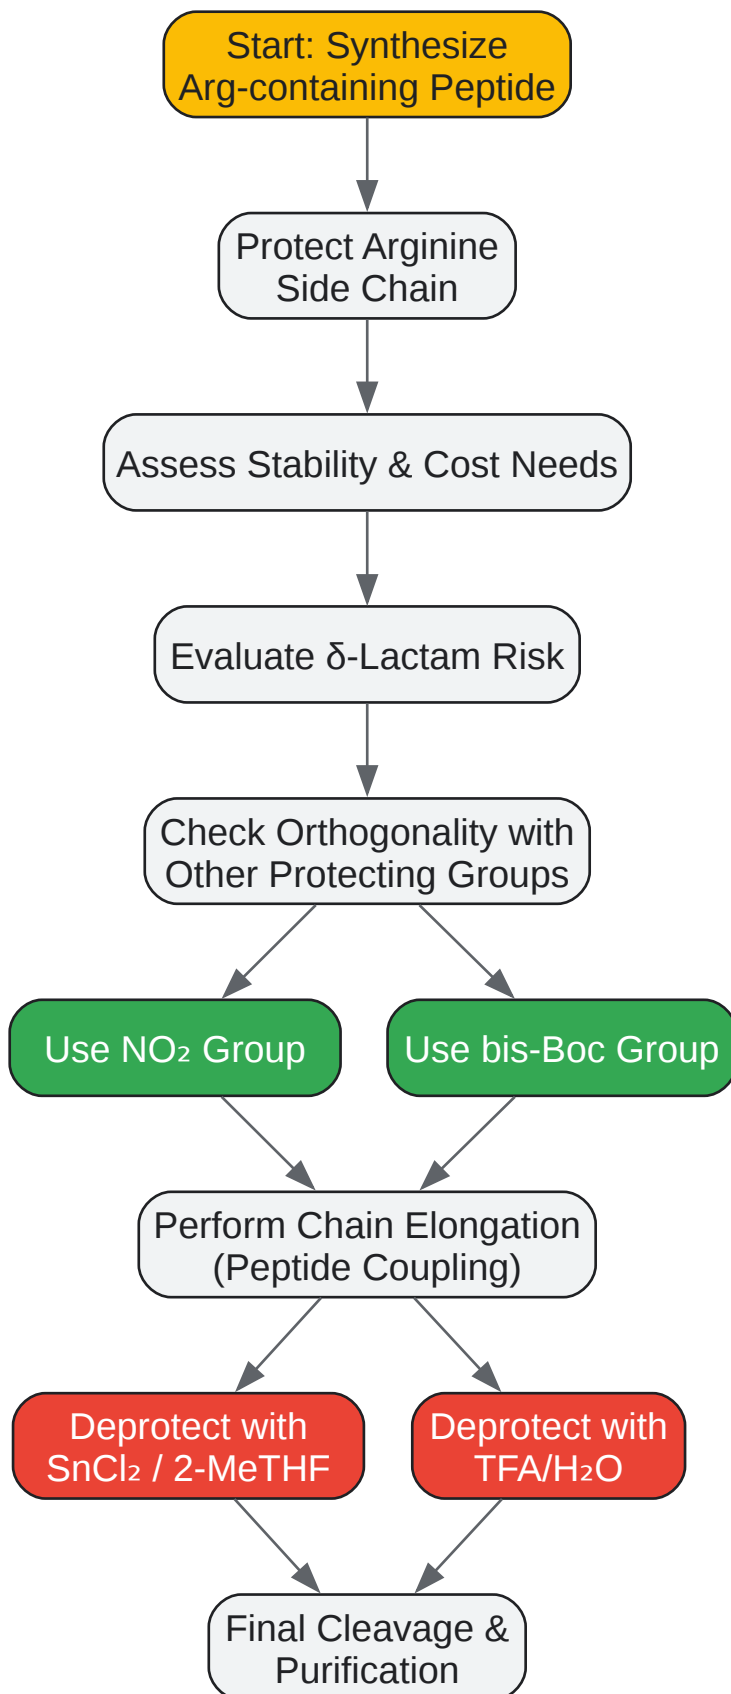 Start: Synthesize
Arg-containing Peptide
Protect Arginine
Side Chain
Assess Stability & Cost Needs
Evaluate δ-Lactam Risk
Check Orthogonality with
Other Protecting Groups
Use NO₂ Group
Use bis-Boc Group
Perform Chain Elongation
(Peptide Coupling)
Deprotect with
SnCl₂ / 2-MeTHF
Deprotect with
TFA/H₂O
Final Cleavage &
Purification